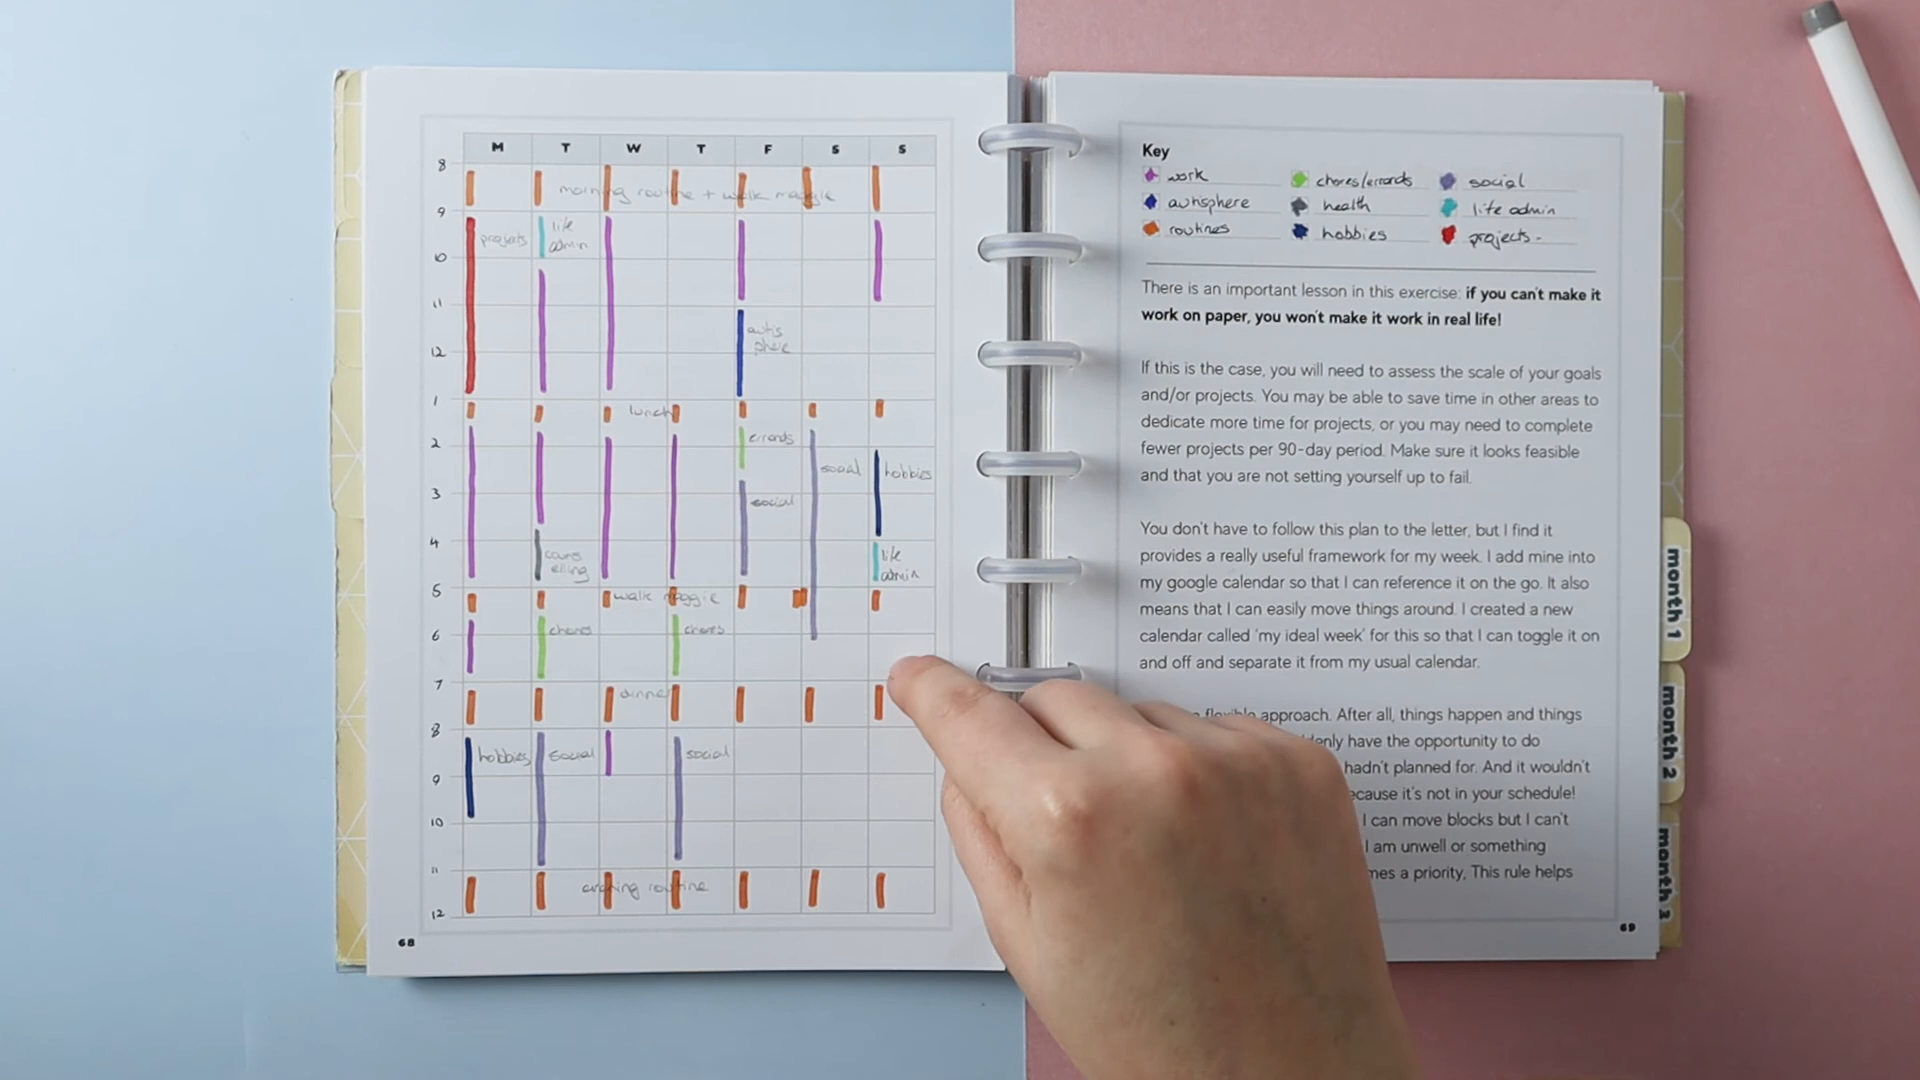 M T W T F S S
8
morning routine + walk maggie
9
projects
life
admin
10
11
autis
phere
12
1
lunch
2
errands
social
hobbies
3
social
4
couns
elling
life
admin
5
walk maggie
6
chores
chores
7
dinner
8
hobbies
social
social
9
10
11
evening routine
12
68
Key
work
chores/errands
social
autisphere
health
life admin
routines
hobbies
projects-
There is an important lesson in this exercise: if you can't make it
work on paper, you won't make it work in real life!
If this is the case, you will need to assess the scale of your goals
and/or projects. You may be able to save time in other areas to
dedicate more time for projects, or you may need to complete
fewer projects per 90-day period. Make sure it looks feasible
and that you are not setting yourself up to fail.
You don't have to follow this plan to the letter, but I find it
provides a really useful framework for my week. I add mine into
my google calendar so that I can reference it on the go. It also
means that I can easily move things around. I created a new
calendar called 'my ideal week' for this so that I can toggle it on
and off and separate it from my usual calendar.
flexible approach. After all, things happen and things
have the opportunity to do
hadn't planned for. And it wouldn't
because it's not in your schedule!
I can move blocks but I can't
I am unwell or something
a priority, This rule helps
69
month 1
month 2
month 3